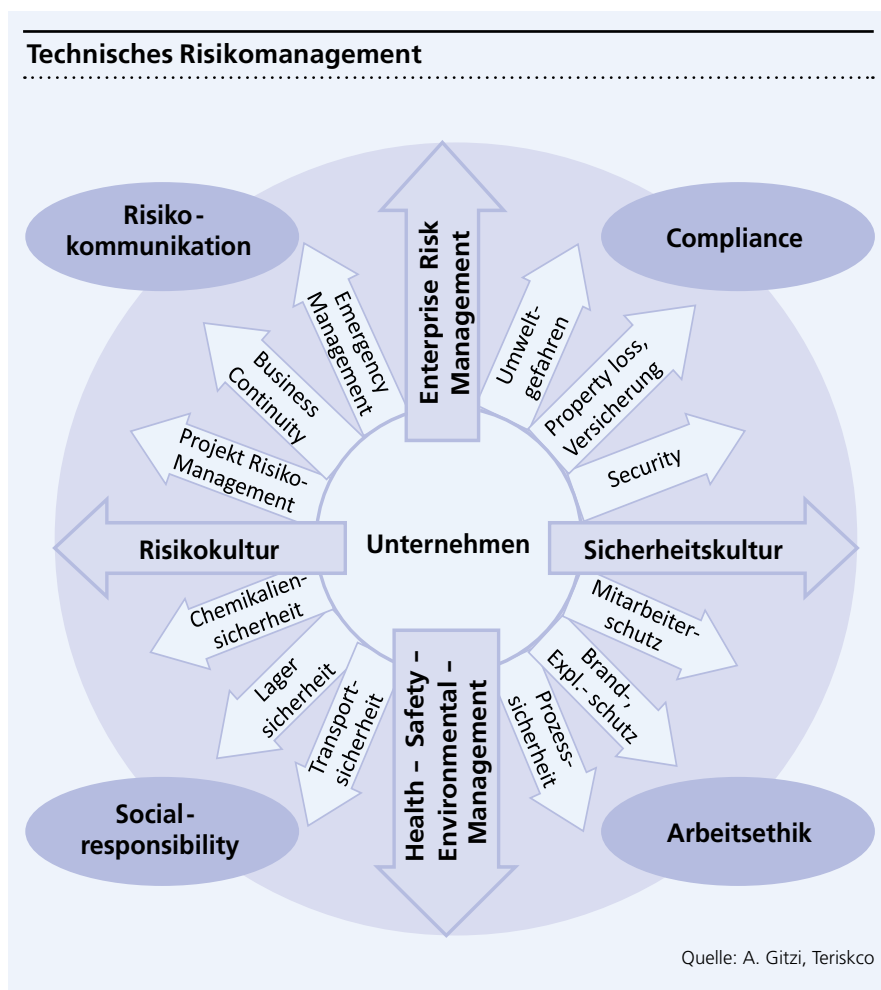 Technisches Risikomanagement
Risiko-
kommunikation
Compliance
Enterprise Risk
Management
Emergency
Management
Business
Continuity
Projekt Risiko-
Management
Umwelt-
gefahren
Property loss,
Versicherung
Security
Risikokultur
Unternehmen
Sicherheitskultur
Chemikalien-
sicherheit
Lager
sicherheit
Transport-
sicherheit
Health – Safety –
Environmental –
Management
Mitarbeiter-
schutz
Brand-,
Expl.- schutz
Prozess-
sicherheit
Social-
responsibility
Arbeitsethik
Quelle: A. Gitzi, Teriskco